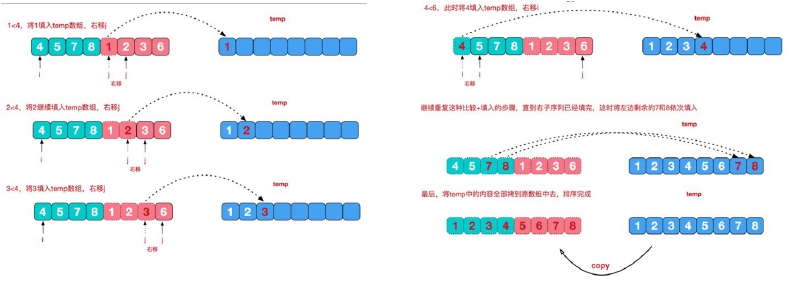 1<4，将1填入temp数组，右移j
temp
4 5 7 8 1 2 3 6
1
i
j
j
右移
2<4，将2继续填入temp数组，右移j
temp
4 5 7 8 1 2 3 6
1 2
i
j
j
右移
3<4，将3填入temp数组，右移j
temp
4 5 7 8 1 2 3 6
1 2 3
i
j
j
右移
4<6，此时将4填入temp数组，右移i
temp
4 5 7 8 1 2 3 6
1 2 3 4
i
i
j
右移
继续重复这种比较+填入的步骤，直到右子序列已经填完，这时将左边剩余的7和8依次填入
temp
4 5 7 8 1 2 3 6
1 2 3 4 5 6 7 8
最后，将temp中的内容全部拷到原数组中去，排序完成
temp
1 2 3 4 5 6 7 8
1 2 3 4 5 6 7 8
copy